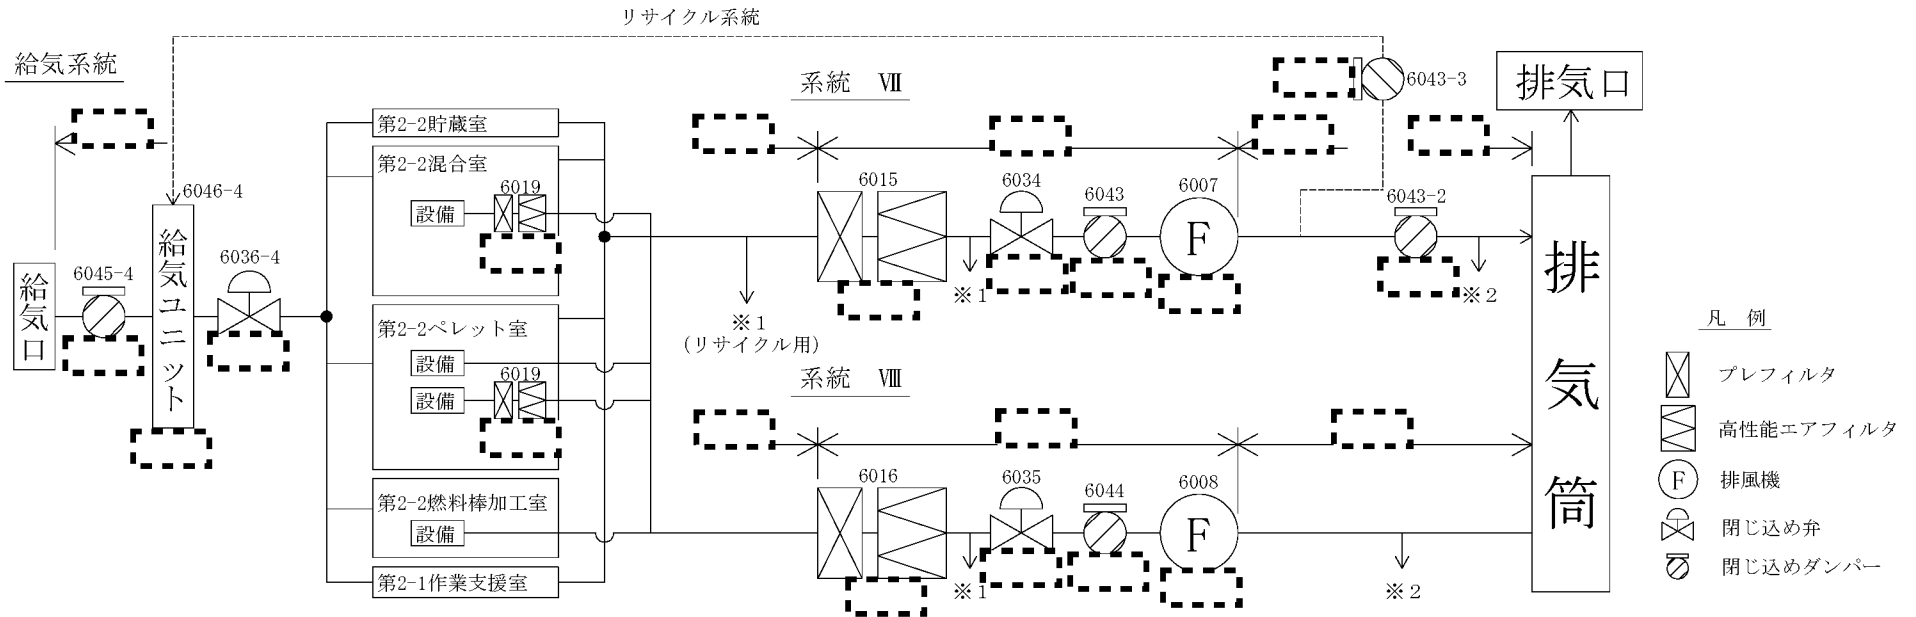 リサイクル系統
給気系統
系統 Ⅶ
6043-3
排気口
第2-2貯蔵室
第2-2混合室
6046-4
6019
設備
6015
6034
6043
6007
F
6043-2
給気ユニット
6036-4
6045-4
給気口
※1
※2
※1
(リサイクル用)
排気筒
第2-2ペレット室
設備
6019
設備
系統 Ⅷ
凡 例
プレフィルタ
高性能エアフィルタ
F
排風機
閉じ込め弁
閉じ込めダンパー
第2-2燃料棒加工室
設備
6016
6035
6044
6008
F
第2-1作業支援室
※1
※2